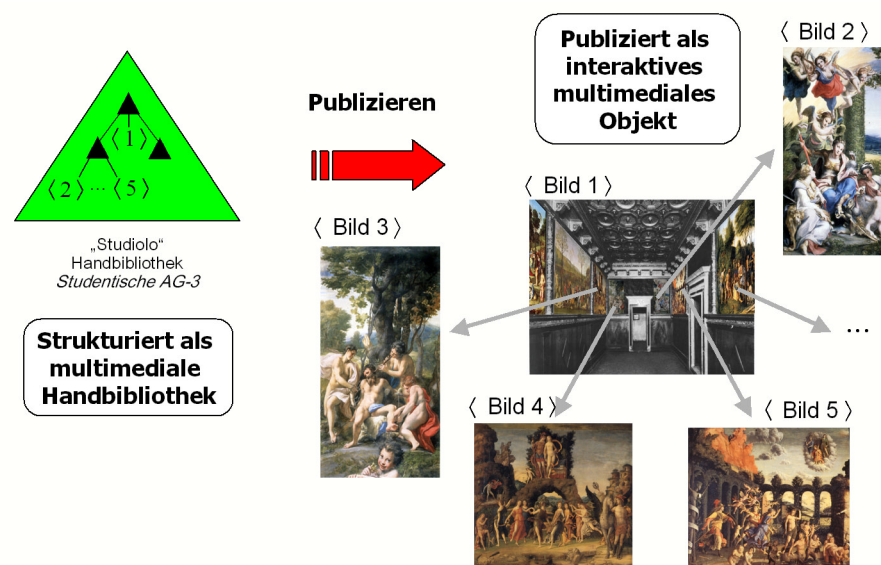 ⟨ 1 ⟩
⟨ 2 ⟩ ··· ⟨ 5 ⟩
„Studiolo“
Handbibliothek
Studentische AG-3
Strukturiert als
multimediale
Handbibliothek
Publizieren
Publiziert als
interaktives
multimediales
Objekt
⟨ Bild 1 ⟩
⟨ Bild 2 ⟩
⟨ Bild 3 ⟩
...
⟨ Bild 4 ⟩
⟨ Bild 5 ⟩